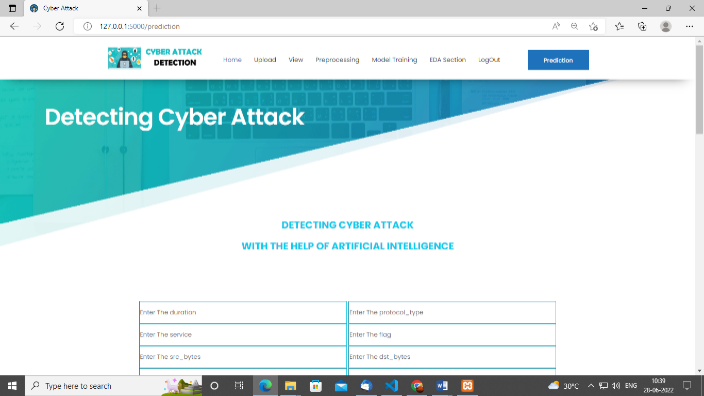 Cyber Attack
127.0.0.1:5000/prediction
CYBER ATTACK
DETECTION
Home
Upload
View
Preprocessing
Model Training
EDA Section
LogOut
Prediction
Detecting Cyber Attack
DETECTING CYBER ATTACK
WITH THE HELP OF ARTIFICIAL INTELLIGENCE
Enter The duration
Enter The protocol_type
Enter The service
Enter The flag
Enter The src_bytes
Enter The dst_bytes
Type here to search
30°C
ENG
10:39
28-06-2022